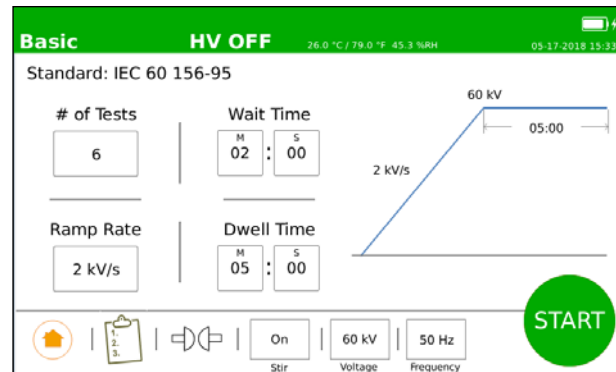 Basic HV OFF 26.0 °C / 79.0 °F 45.3 %RH 05-17-2018 15:33
Standard: IEC 60 156-95
# of Tests Wait Time
6
M S
02 : 00
Ramp Rate Dwell Time
2 kV/s
M S
05 : 00
60 kV
05:00
2 kV/s
1.
2.
3.
On 60 kV 50 Hz
Stir Voltage Frequency
START